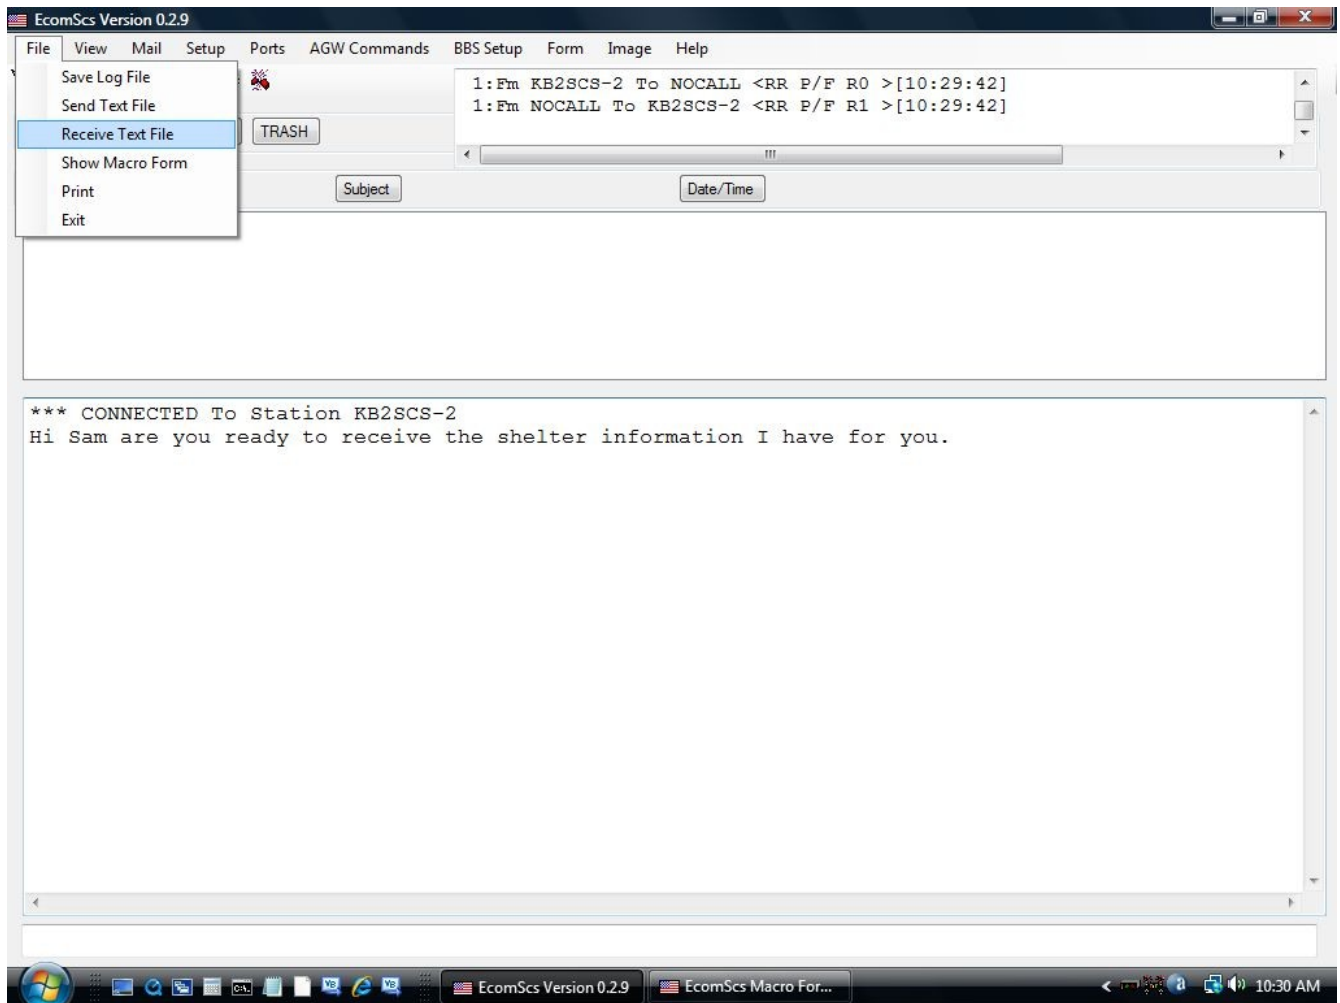 EcomScs Version 0.2.9
File View Mail Setup Ports AGW Commands BBS Setup Form Image Help
Save Log File
Send Text File
Receive Text File
Show Macro Form
Print
Exit
TRASH
1:Fm KB2SCS-2 To NOCALL <RR P/F R0 >[10:29:42]
1:Fm NOCALL To KB2SCS-2 <RR P/F R1 >[10:29:42]
Subject Date/Time
*** CONNECTED To Station KB2SCS-2
Hi Sam are you ready to receive the shelter information I have for you.
EcomScs Version 0.2.9 EcomScs Macro For... 10:30 AM